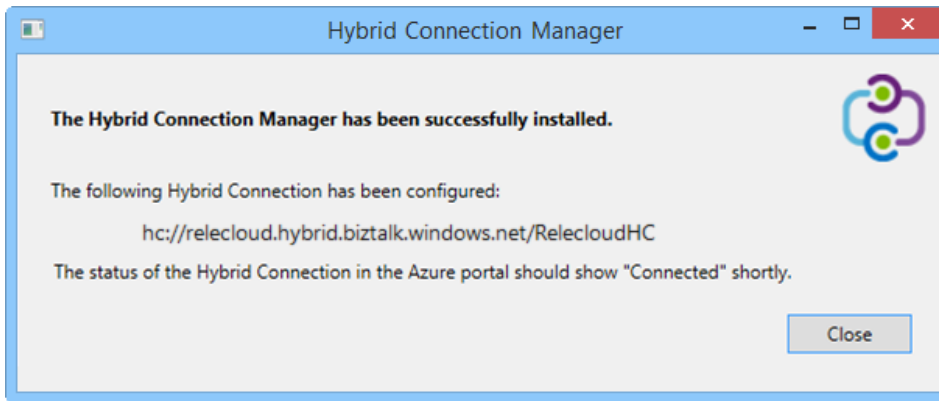 Hybrid Connection Manager
The Hybrid Connection Manager has been successfully installed.
The following Hybrid Connection has been configured:
hc://relecloud.hybrid.biztalk.windows.net/RelecloudHC
The status of the Hybrid Connection in the Azure portal should show "Connected" shortly.
Close